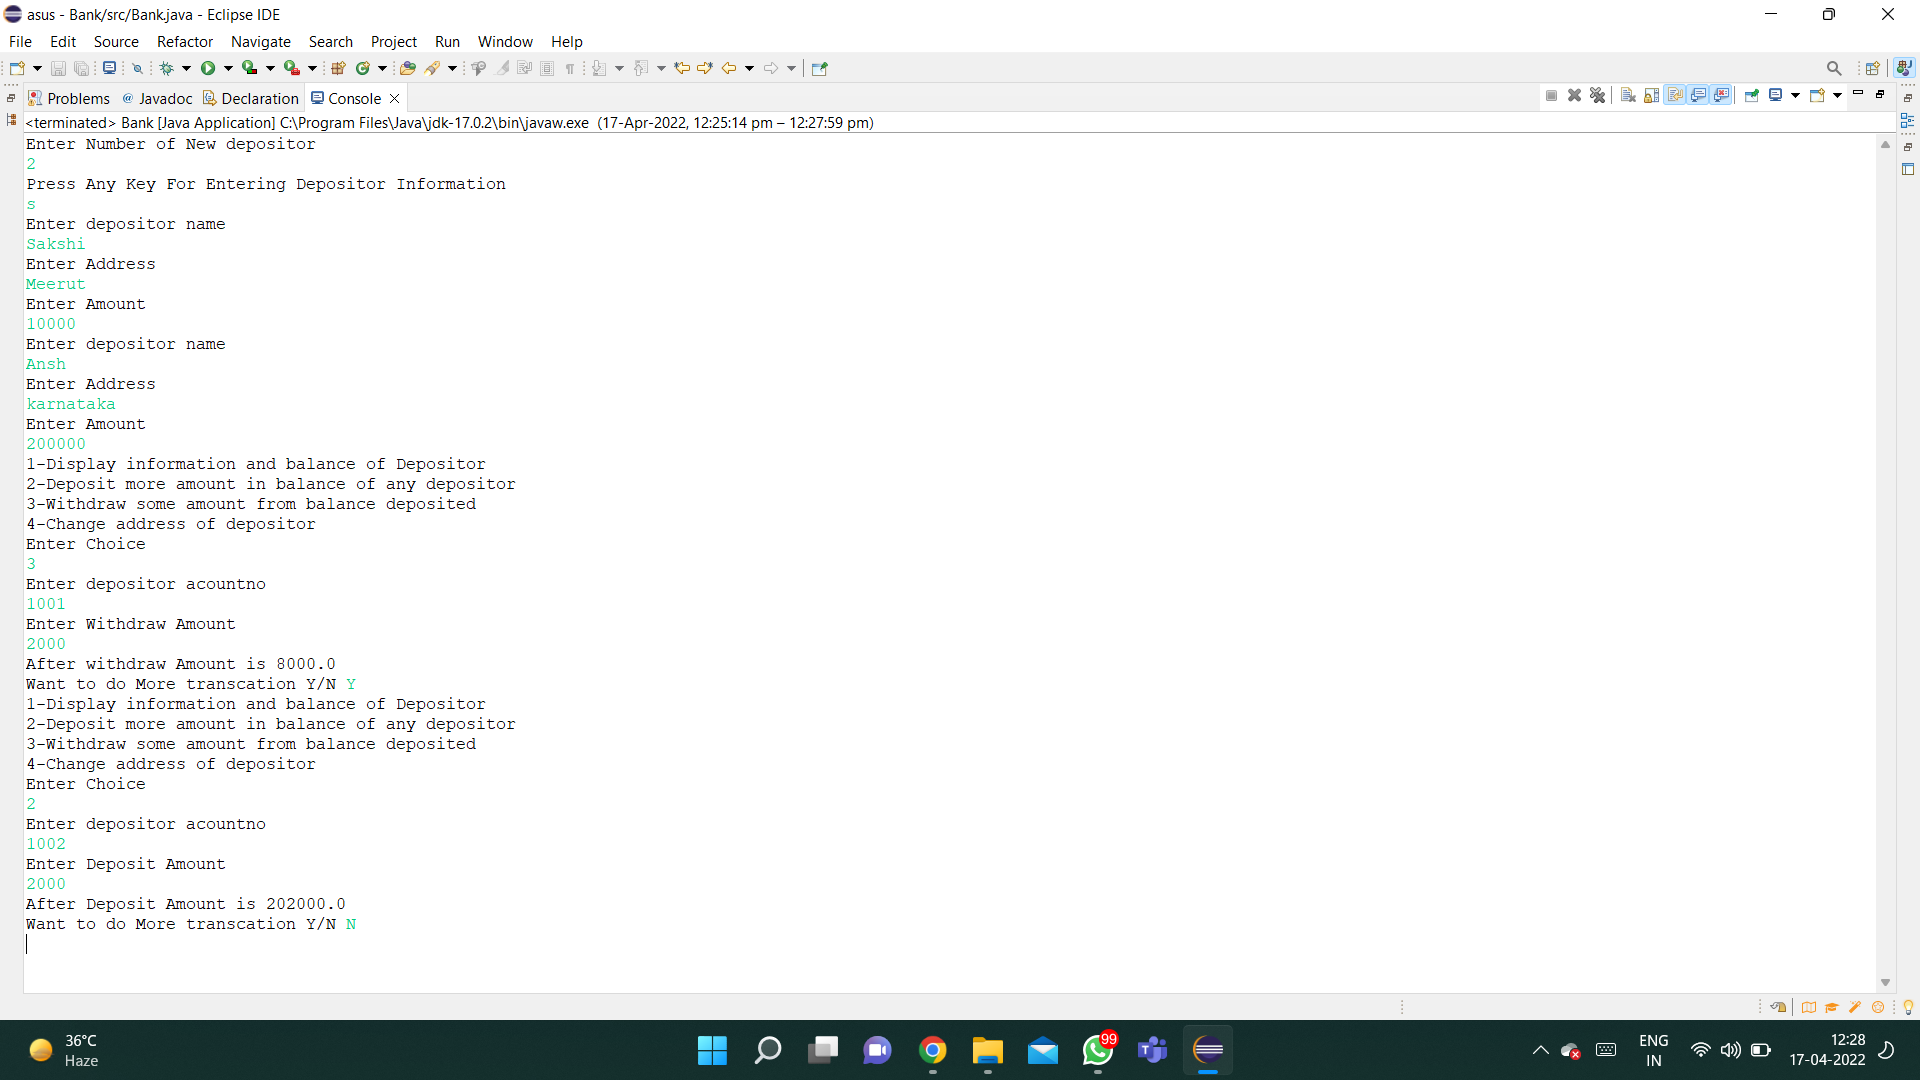 asus - Bank/src/Bank.java - Eclipse IDE
File Edit Source Refactor Navigate Search Project Run Window Help
Problems @ Javadoc Declaration Console
<terminated> Bank [Java Application] C:\Program Files\Java\jdk-17.0.2\bin\javaw.exe (17-Apr-2022, 12:25:14 pm – 12:27:59 pm)
Enter Number of New depositor
2
Press Any Key For Entering Depositor Information
s
Enter depositor name
Sakshi
Enter Address
Meerut
Enter Amount
10000
Enter depositor name
Ansh
Enter Address
karnataka
Enter Amount
200000
1-Display information and balance of Depositor
2-Deposit more amount in balance of any depositor
3-Withdraw some amount from balance deposited
4-Change address of depositor
Enter Choice
3
Enter depositor acountno
1001
Enter Withdraw Amount
2000
After withdraw Amount is 8000.0
Want to do More transcation Y/N Y
1-Display information and balance of Depositor
2-Deposit more amount in balance of any depositor
3-Withdraw some amount from balance deposited
4-Change address of depositor
Enter Choice
2
Enter depositor acountno
1002
Enter Deposit Amount
2000
After Deposit Amount is 202000.0
Want to do More transcation Y/N N
36°C
Haze
99
ENG
IN
12:28
17-04-2022